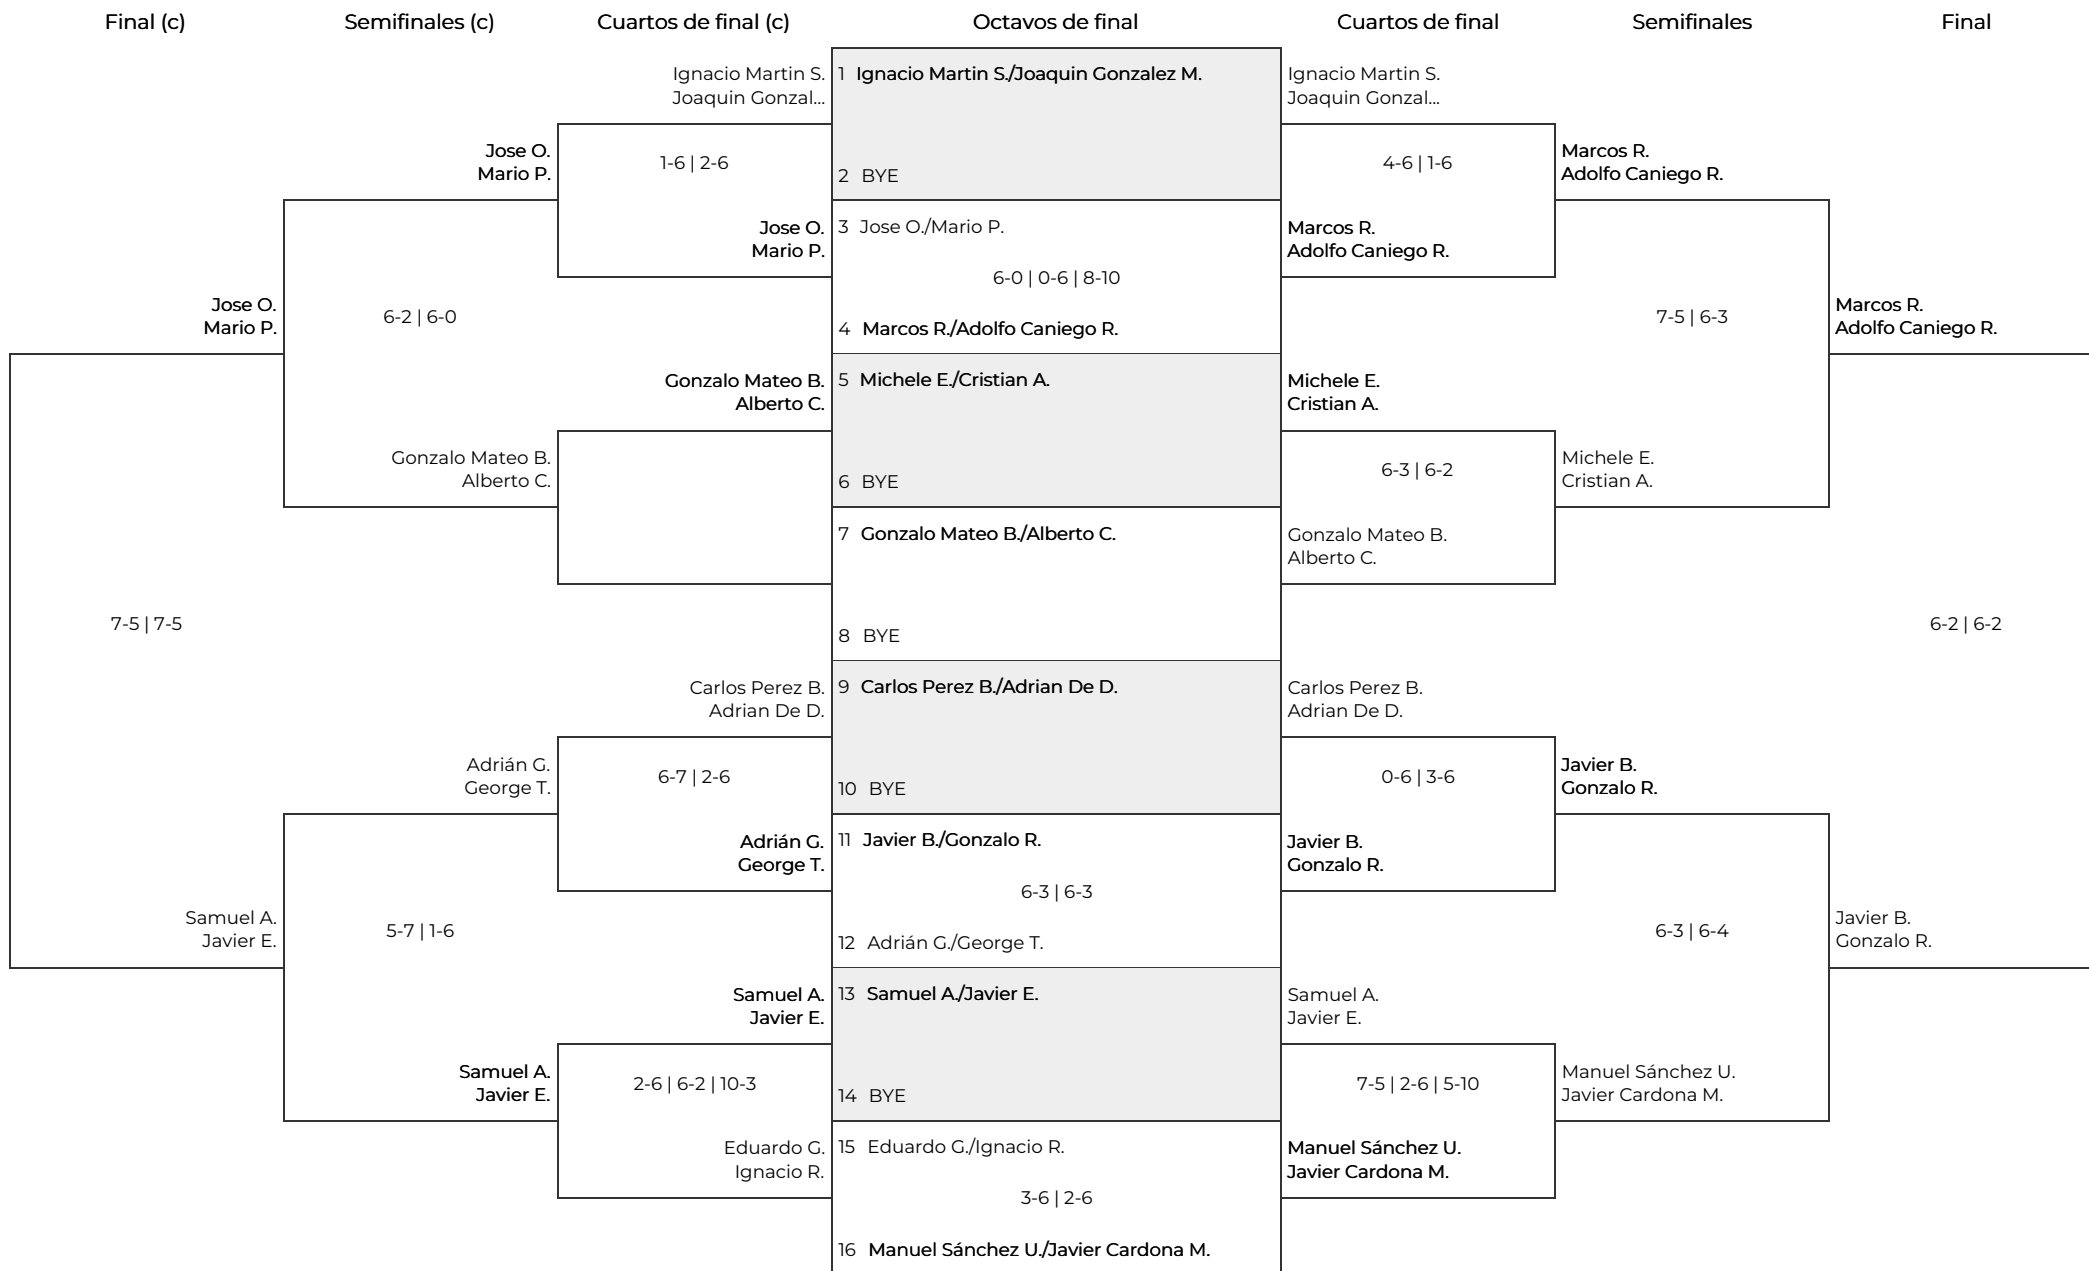 Final (c)
Semifinales (c)
Cuartos de final (c)
Octavos de final
Cuartos de final
Semifinales
Final
Jose O.
Mario P.
7-5 | 7-5
Samuel A.
Javier E.
Jose O.
Mario P.
6-2 | 6-0
Gonzalo Mateo B.
Alberto C.
Adrián G.
George T.
5-7 | 1-6
Samuel A.
Javier E.
Ignacio Martin S.
Joaquin Gonzal...
1-6 | 2-6
Jose O.
Mario P.
Gonzalo Mateo B.
Alberto C.
Carlos Perez B.
Adrian De D.
6-7 | 2-6
Adrián G.
George T.
Samuel A.
Javier E.
2-6 | 6-2 | 10-3
Eduardo G.
Ignacio R.
1 Ignacio Martin S./Joaquin Gonzalez M.
2 BYE
3 Jose O./Mario P.
6-0 | 0-6 | 8-10
4 Marcos R./Adolfo Caniego R.
5 Michele E./Cristian A.
6 BYE
7 Gonzalo Mateo B./Alberto C.
8 BYE
9 Carlos Perez B./Adrian De D.
10 BYE
11 Javier B./Gonzalo R.
6-3 | 6-3
12 Adrián G./George T.
13 Samuel A./Javier E.
14 BYE
15 Eduardo G./Ignacio R.
3-6 | 2-6
16 Manuel Sánchez U./Javier Cardona M.
Ignacio Martin S.
Joaquin Gonzal...
4-6 | 1-6
Marcos R.
Adolfo Caniego R.
Michele E.
Cristian A.
6-3 | 6-2
Gonzalo Mateo B.
Alberto C.
Carlos Perez B.
Adrian De D.
0-6 | 3-6
Javier B.
Gonzalo R.
Samuel A.
Javier E.
7-5 | 2-6 | 5-10
Manuel Sánchez U.
Javier Cardona M.
Marcos R.
Adolfo Caniego R.
7-5 | 6-3
Michele E.
Cristian A.
Javier B.
Gonzalo R.
6-3 | 6-4
Manuel Sánchez U.
Javier Cardona M.
Marcos R.
Adolfo Caniego R.
6-2 | 6-2
Javier B.
Gonzalo R.